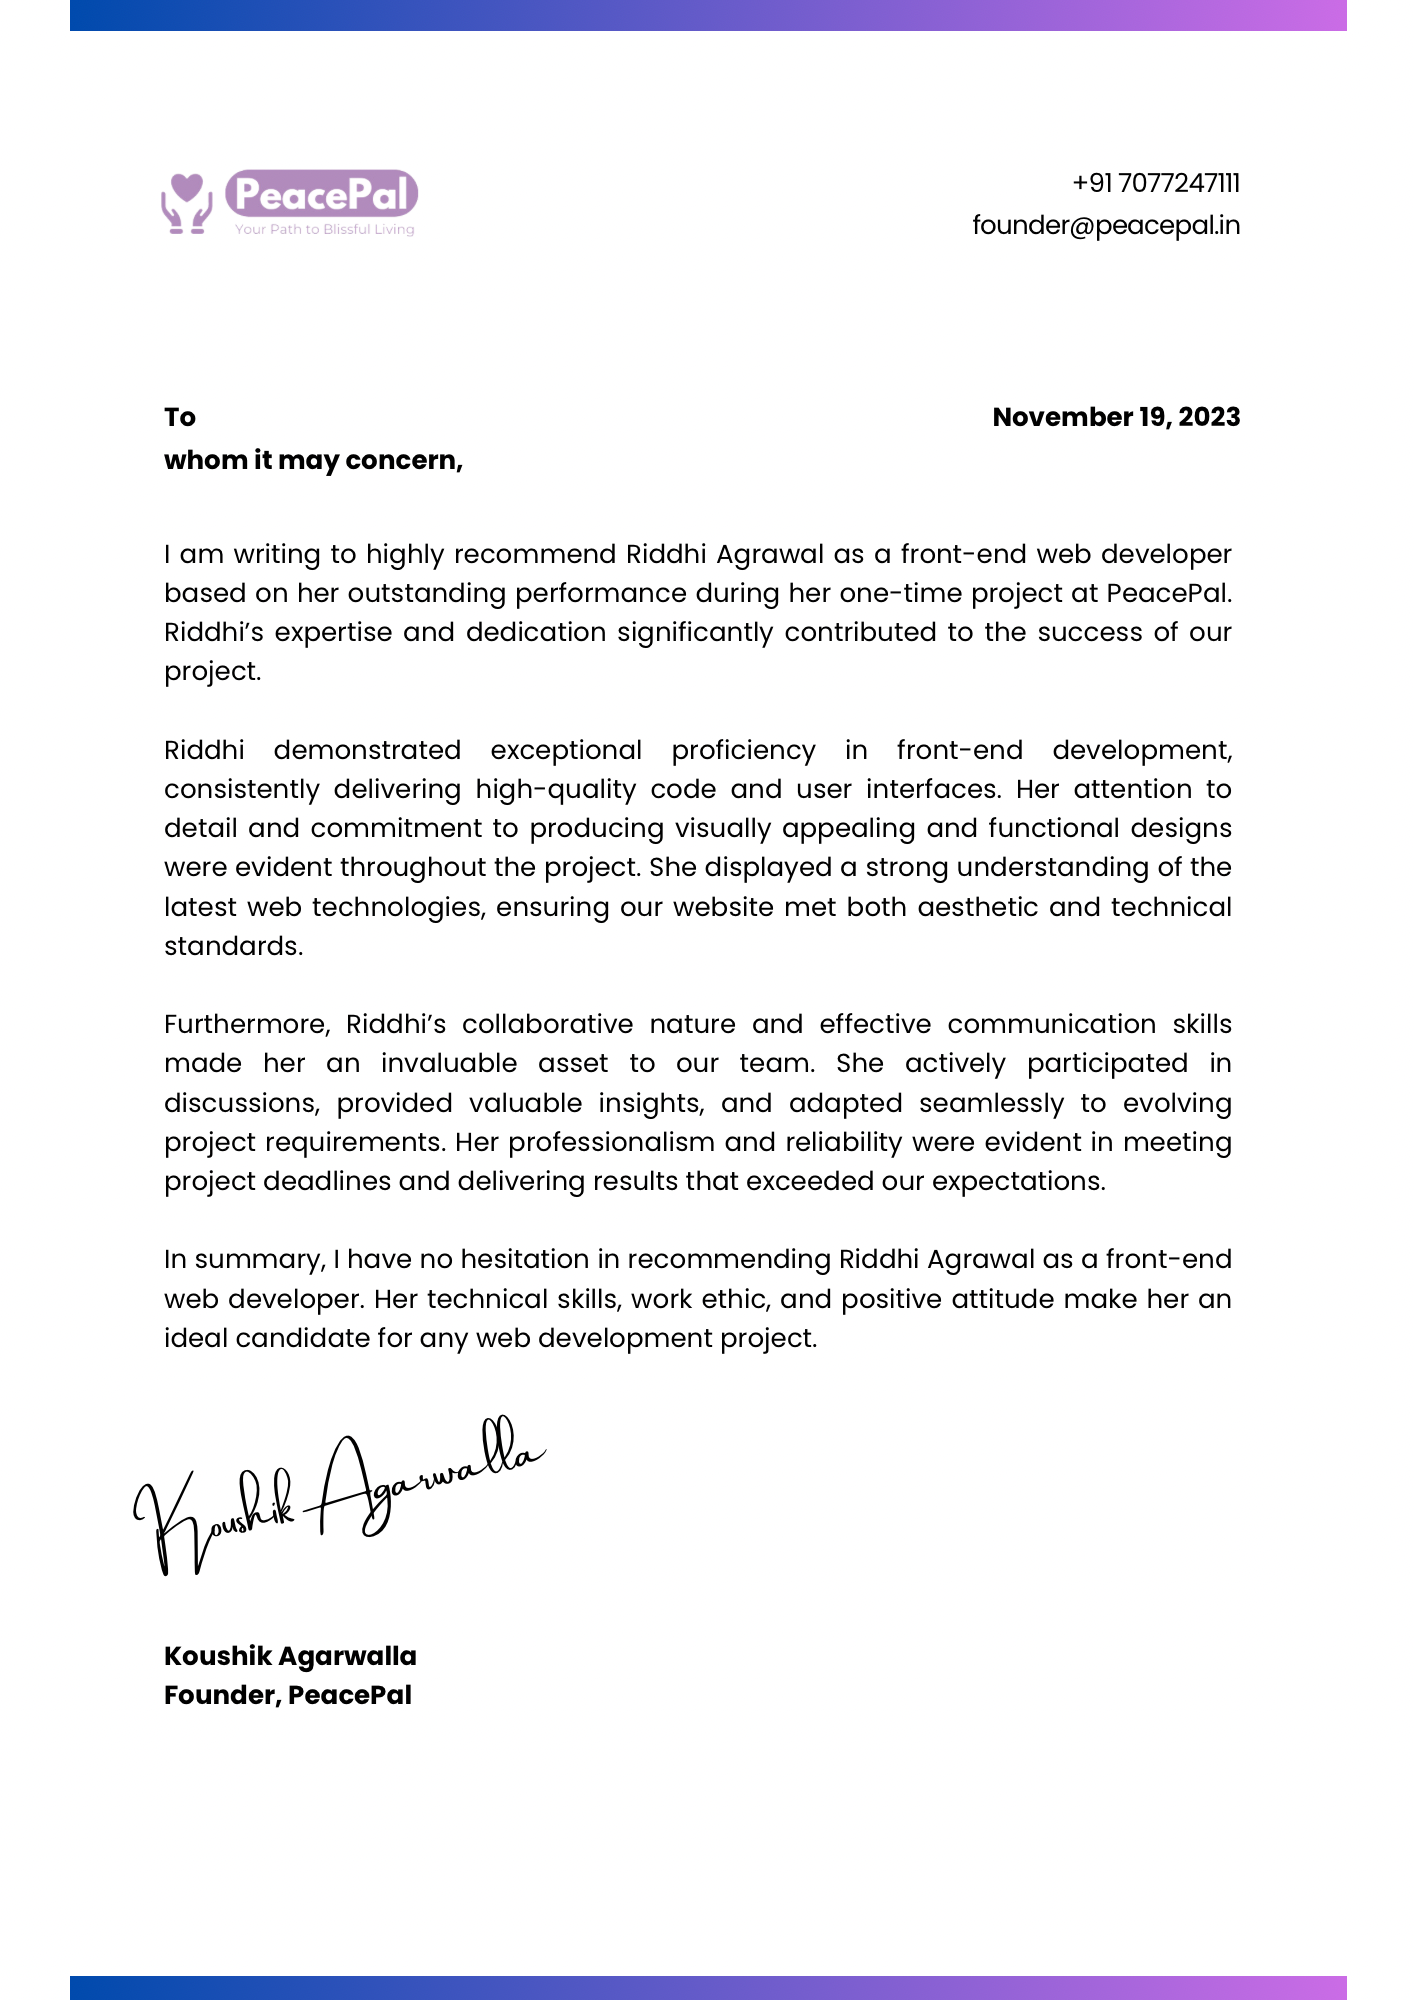 PeacePal
Your Path to Blissful Living
+91 7077247111
founder@peacepal.in
To
November 19, 2023
whom it may concern,
I am writing to highly recommend Riddhi Agrawal as a front-end web developer
based on her outstanding performance during her one-time project at PeacePal.
Riddhi’s expertise and dedication significantly contributed to the success of our
project.
Riddhi demonstrated exceptional proficiency in front-end development,
consistently delivering high-quality code and user interfaces. Her attention to
detail and commitment to producing visually appealing and functional designs
were evident throughout the project. She displayed a strong understanding of the
latest web technologies, ensuring our website met both aesthetic and technical
standards.
Furthermore, Riddhi’s collaborative nature and effective communication skills
made her an invaluable asset to our team. She actively participated in
discussions, provided valuable insights, and adapted seamlessly to evolving
project requirements. Her professionalism and reliability were evident in meeting
project deadlines and delivering results that exceeded our expectations.
In summary, I have no hesitation in recommending Riddhi Agrawal as a front-end
web developer. Her technical skills, work ethic, and positive attitude make her an
ideal candidate for any web development project.
Koushik Agarwalla
Koushik Agarwalla
Founder, PeacePal